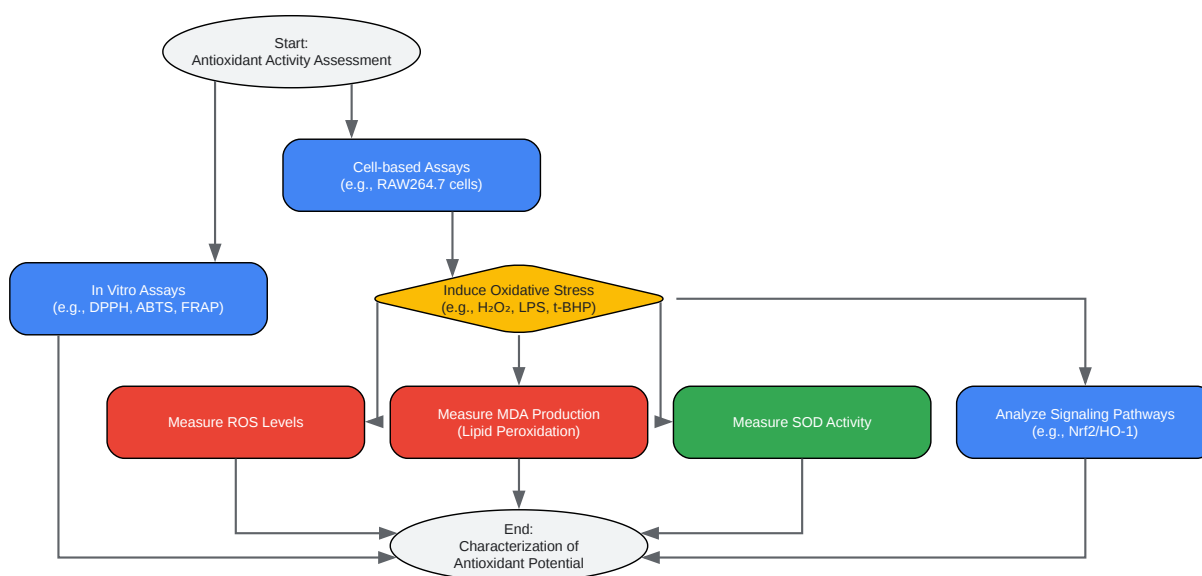 Start:
Antioxidant Activity Assessment
Cell-based Assays
(e.g., RAW264.7 cells)
In Vitro Assays
(e.g., DPPH, ABTS, FRAP)
Induce Oxidative Stress
(e.g., H₂O₂, LPS, t-BHP)
Measure ROS Levels
Measure MDA Production
(Lipid Peroxidation)
Measure SOD Activity
Analyze Signaling Pathways
(e.g., Nrf2/HO-1)
End:
Characterization of
Antioxidant Potential